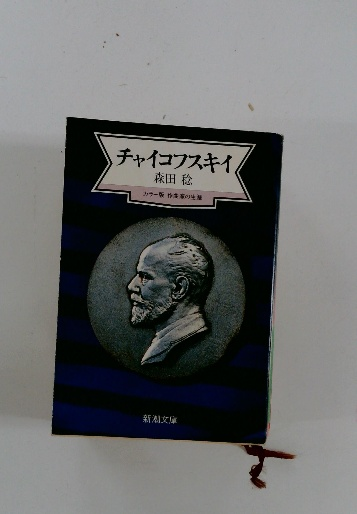 チャイコフスキイ
森田 稔
カラー版 作曲家の生涯
新潮文庫